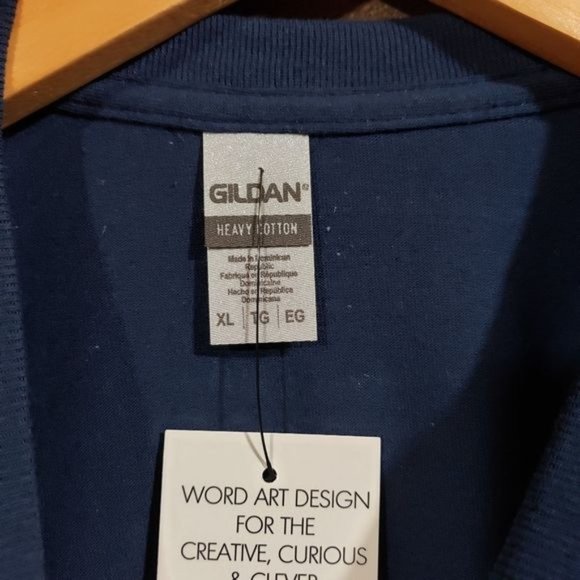 GILDAN®
HEAVY COTTON
Made in Dominican
Republic
Fabriqué en République
Dominicaine
Hecho en República
Dominicana
XL | TG | EG
WORD ART DESIGN
FOR THE
CREATIVE, CURIOUS
& CLEVER